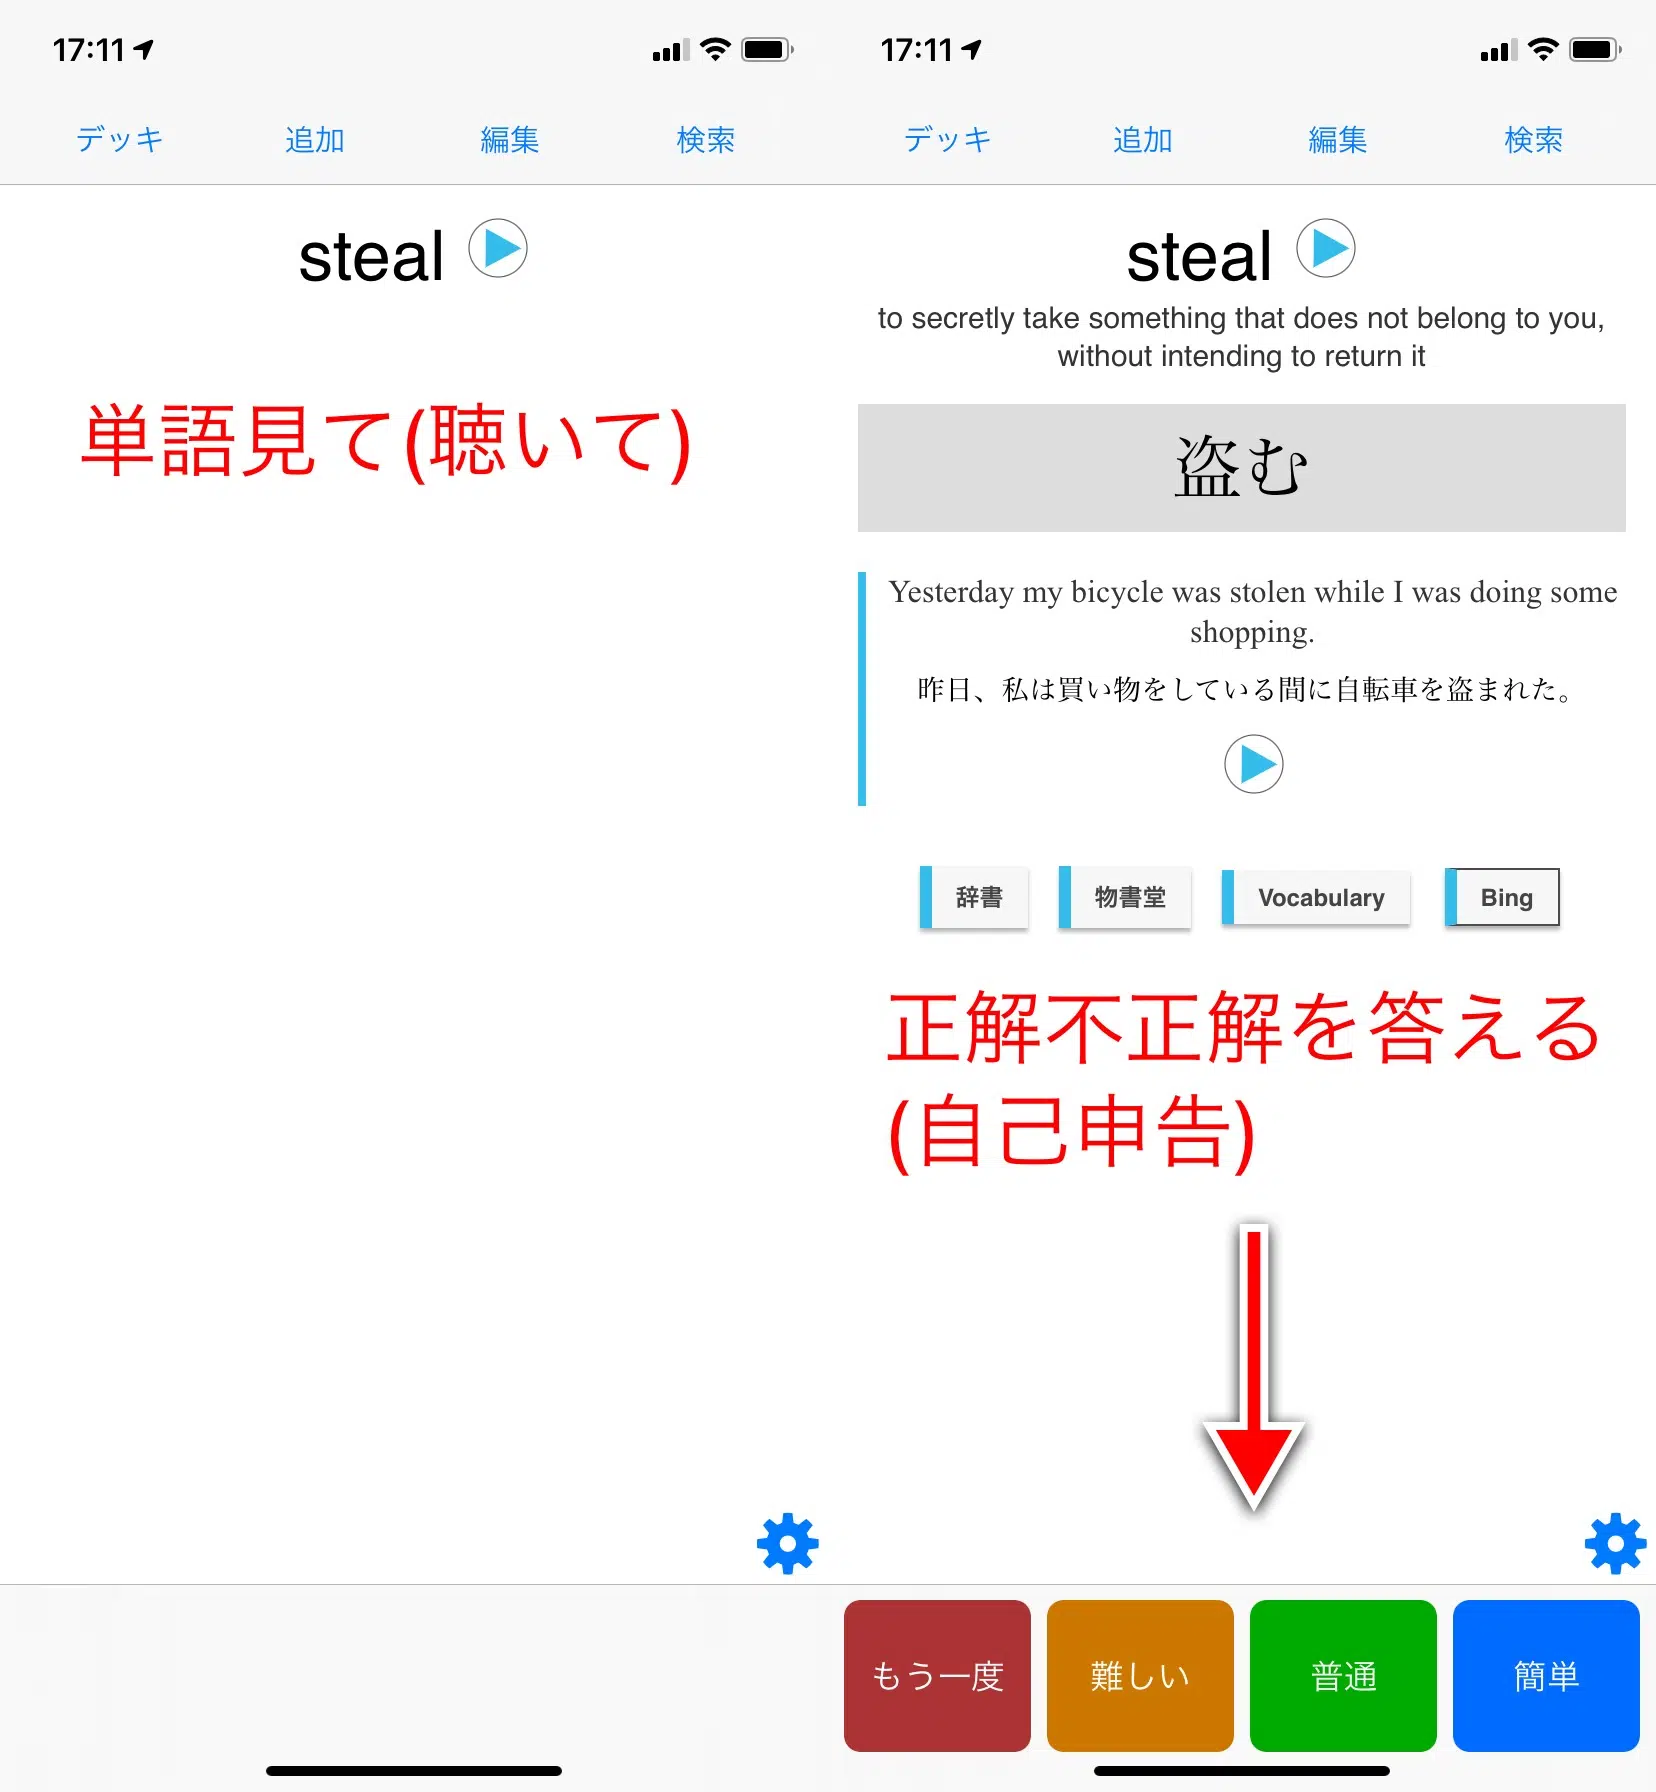 17:11
デッキ 追加 編集 検索
steal
単語見て(聴いて)
17:11
デッキ 追加 編集 検索
steal
to secretly take something that does not belong to you,
without intending to return it
盗む
Yesterday my bicycle was stolen while I was doing some
shopping.
昨日、私は買い物をしている間に自転車を盗まれた。
辞書 物書堂 Vocabulary Bing
正解不正解を答える
(自己申告)
もう一度 難しい 普通 簡単